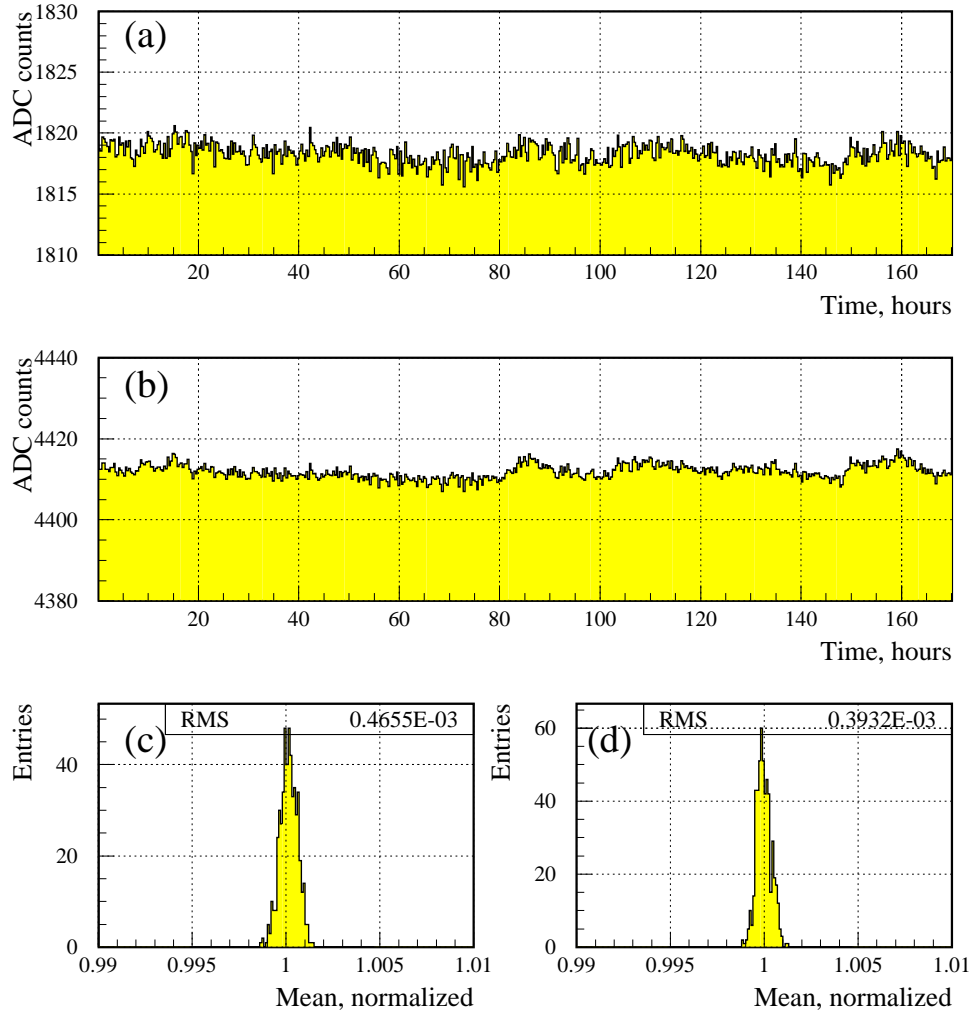 (a)
ADC counts
1830
1825
1820
1815
1810
20 40 60 80 100 120 140 160
Time, hours
(b)
ADC counts
4440
4420
4400
4380
20 40 60 80 100 120 140 160
Time, hours
(c)
RMS 0.4655E-03
Entries
40
20
0
0.99 0.995 1 1.005 1.01
Mean, normalized
(d)
RMS 0.3932E-03
Entries
60
40
20
0
0.99 0.995 1 1.005 1.01
Mean, normalized